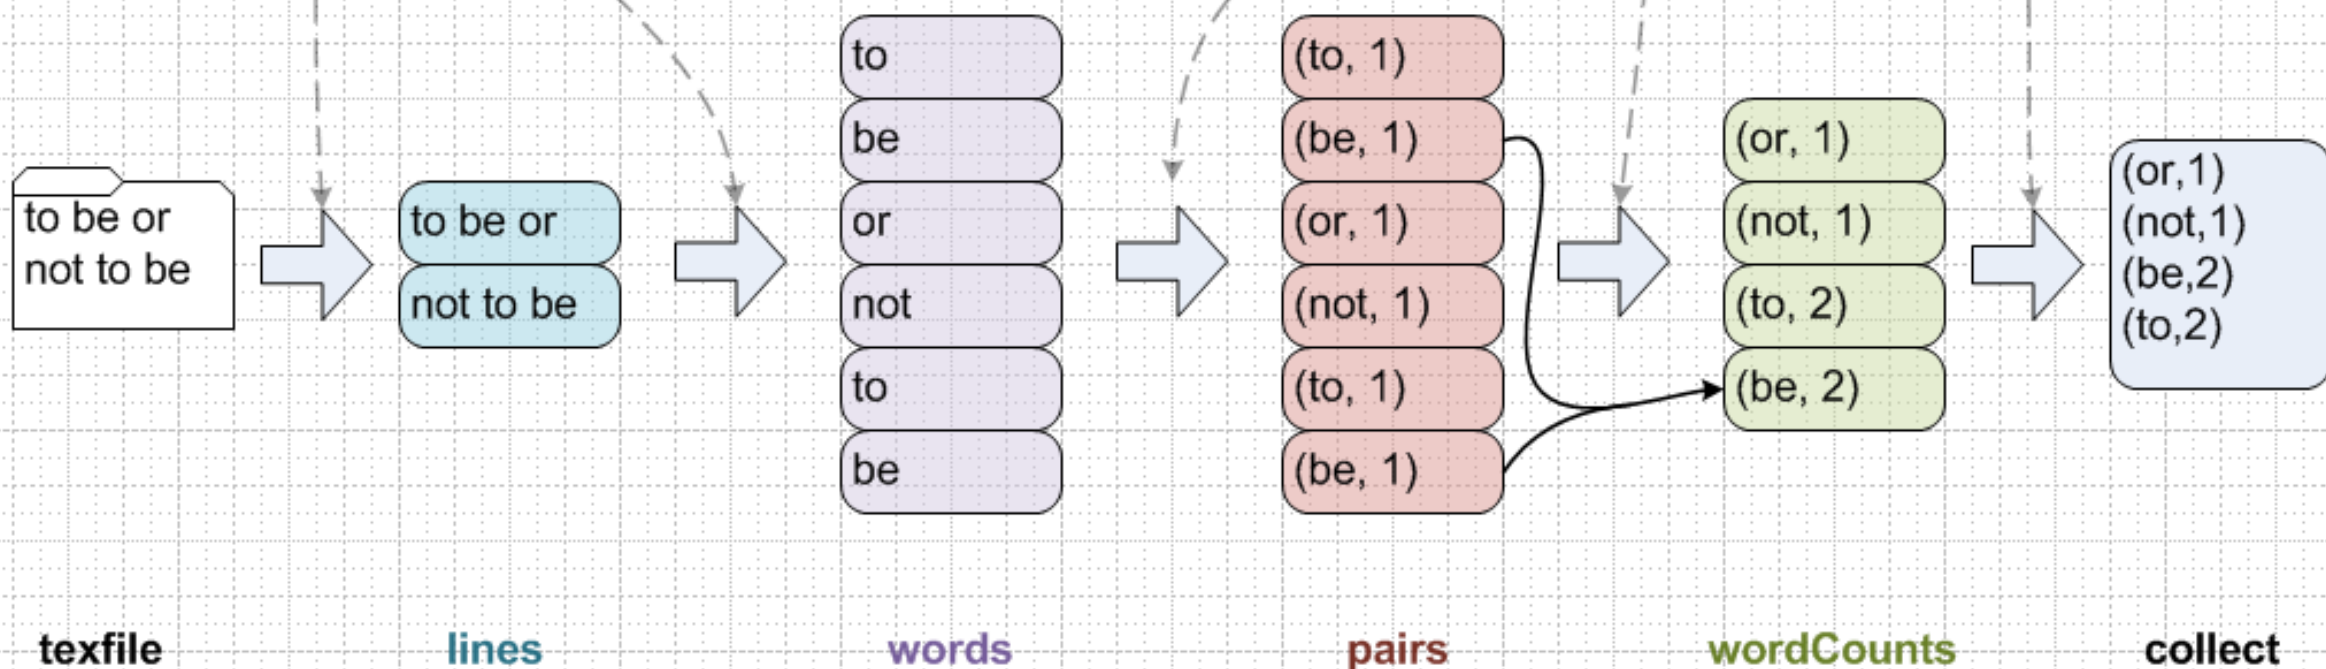 to be or
not to be
to be or
not to be
to
be
or
not
to
be
(to, 1)
(be, 1)
(or, 1)
(not, 1)
(to, 1)
(be, 1)
(or, 1)
(not, 1)
(to, 2)
(be, 2)
(or,1)
(not,1)
(be,2)
(to,2)
texfile
lines
words
pairs
wordCounts
collect